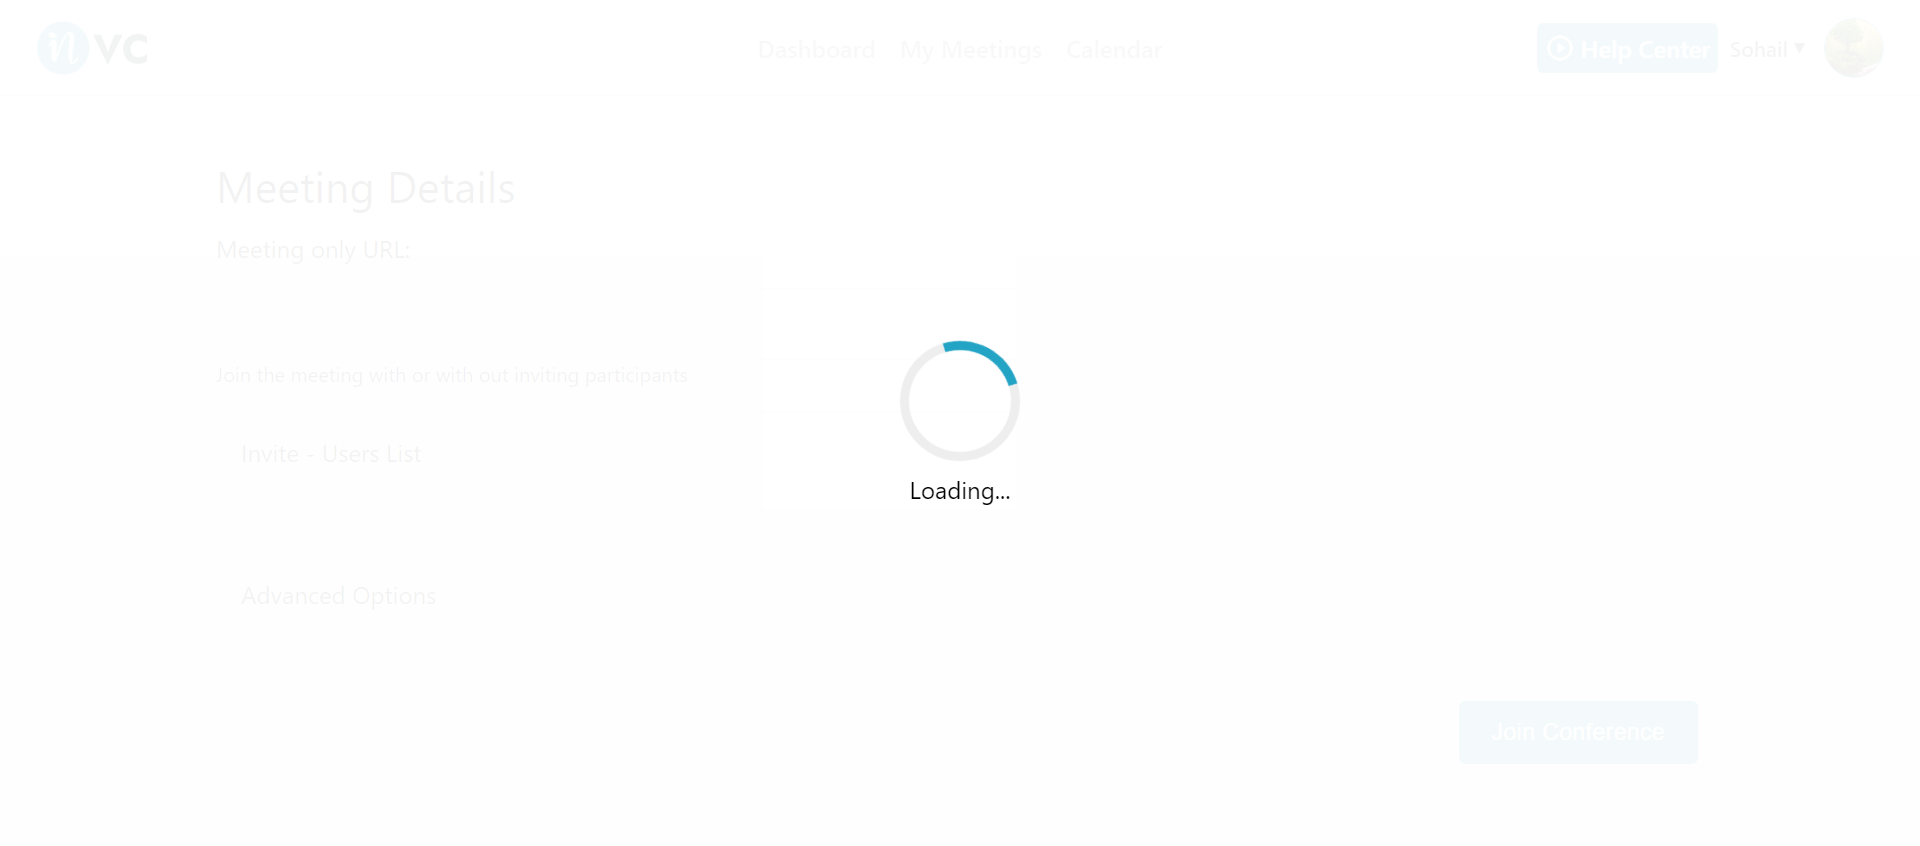 in VC
Dashboard My Meetings Calendar
Help Center Sohail ▼
Meeting Details
Meeting only URL:
Join the meeting with or with out inviting participants
Invite - Users List
Loading...
Advanced Options
Join Conference